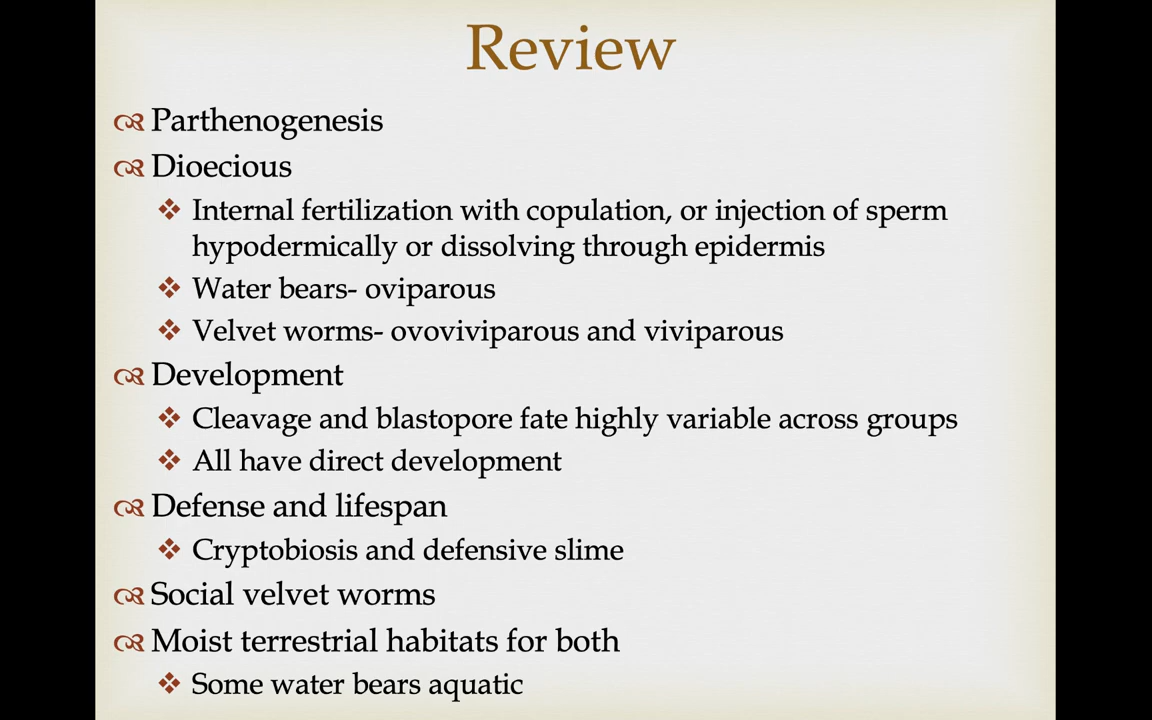 Review
Parthenogenesis
Dioecious
Internal fertilization with copulation, or injection of sperm
hypodermically or dissolving through epidermis
Water bears- oviparous
Velvet worms- ovoviviparous and viviparous
Development
Cleavage and blastopore fate highly variable across groups
All have direct development
Defense and lifespan
Cryptobiosis and defensive slime
Social velvet worms
Moist terrestrial habitats for both
Some water bears aquatic